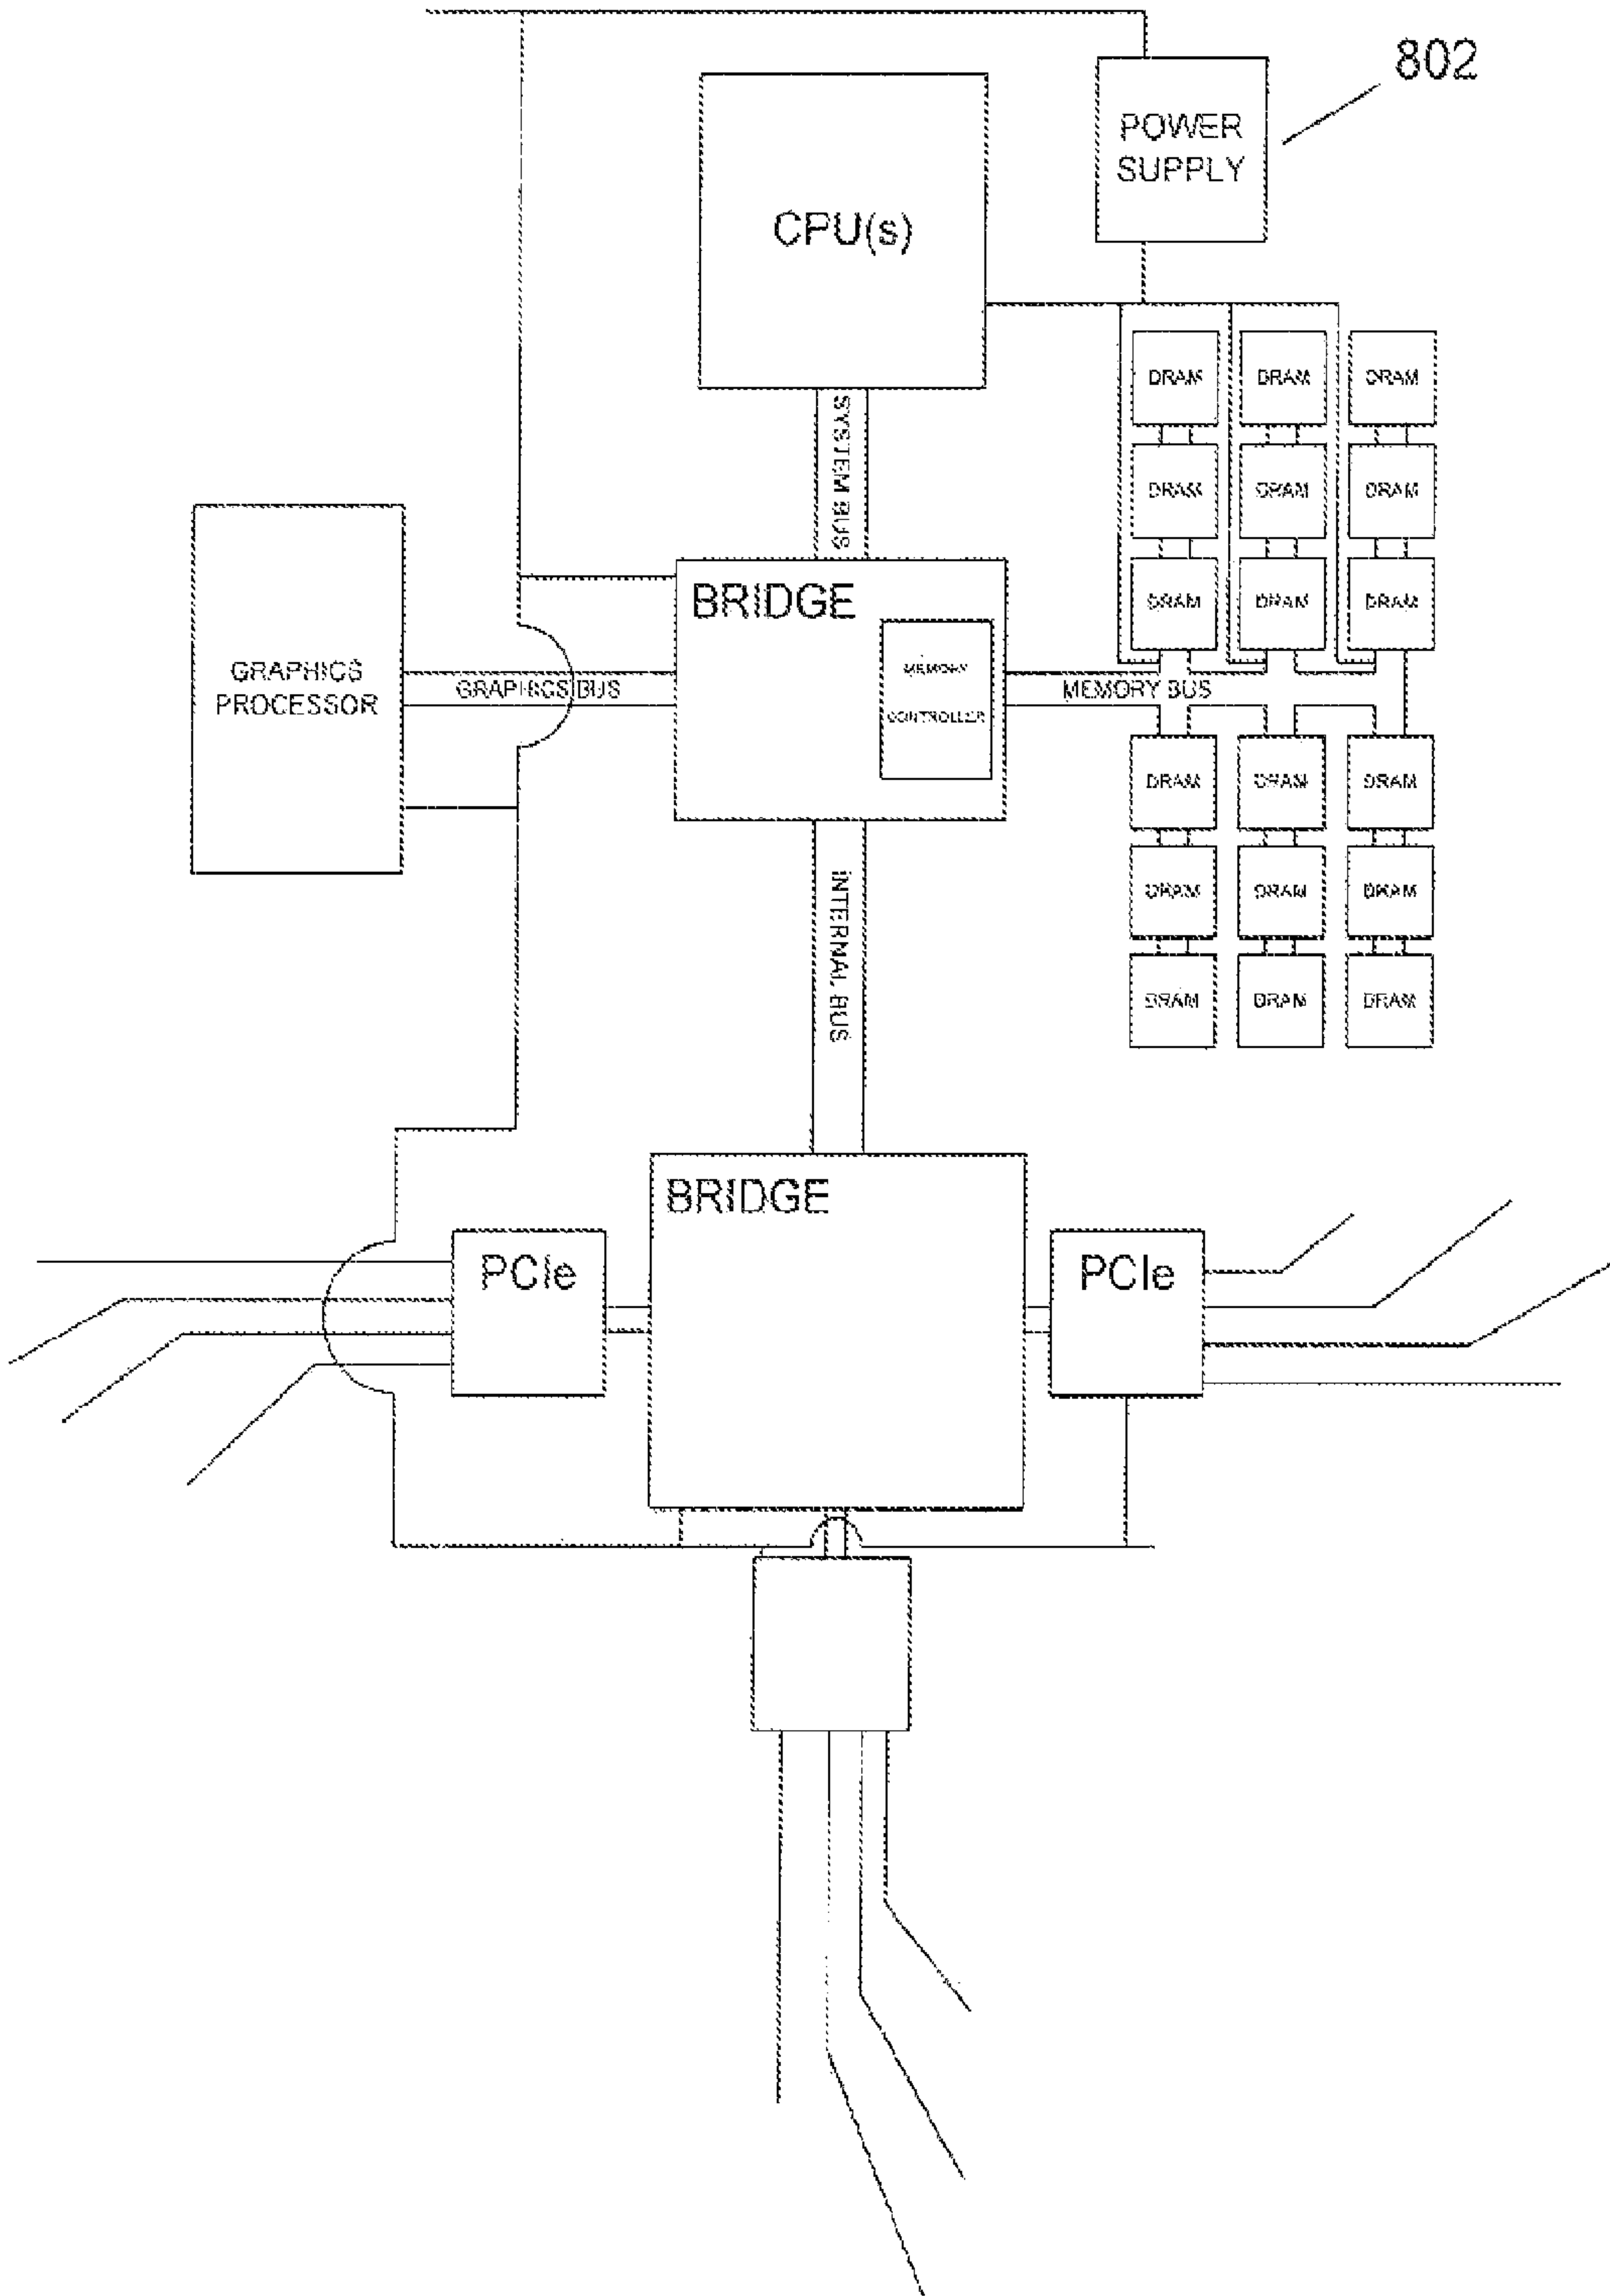 802
POWER
SUPPLY
CPU(s)
DRAM DRAM DRAM
SYSTEM BUS
DRAM DRAM DRAM
BRIDGE
DRAM DRAM DRAM
GRAPHICS
PROCESSOR
GRAPHICS BUS
MEMORY
CONTROLLER
MEMORY BUS
DRAM DRAM DRAM
INTERNAL BUS
DRAM DRAM DRAM
DRAM DRAM DRAM
BRIDGE
PCIe
PCIe